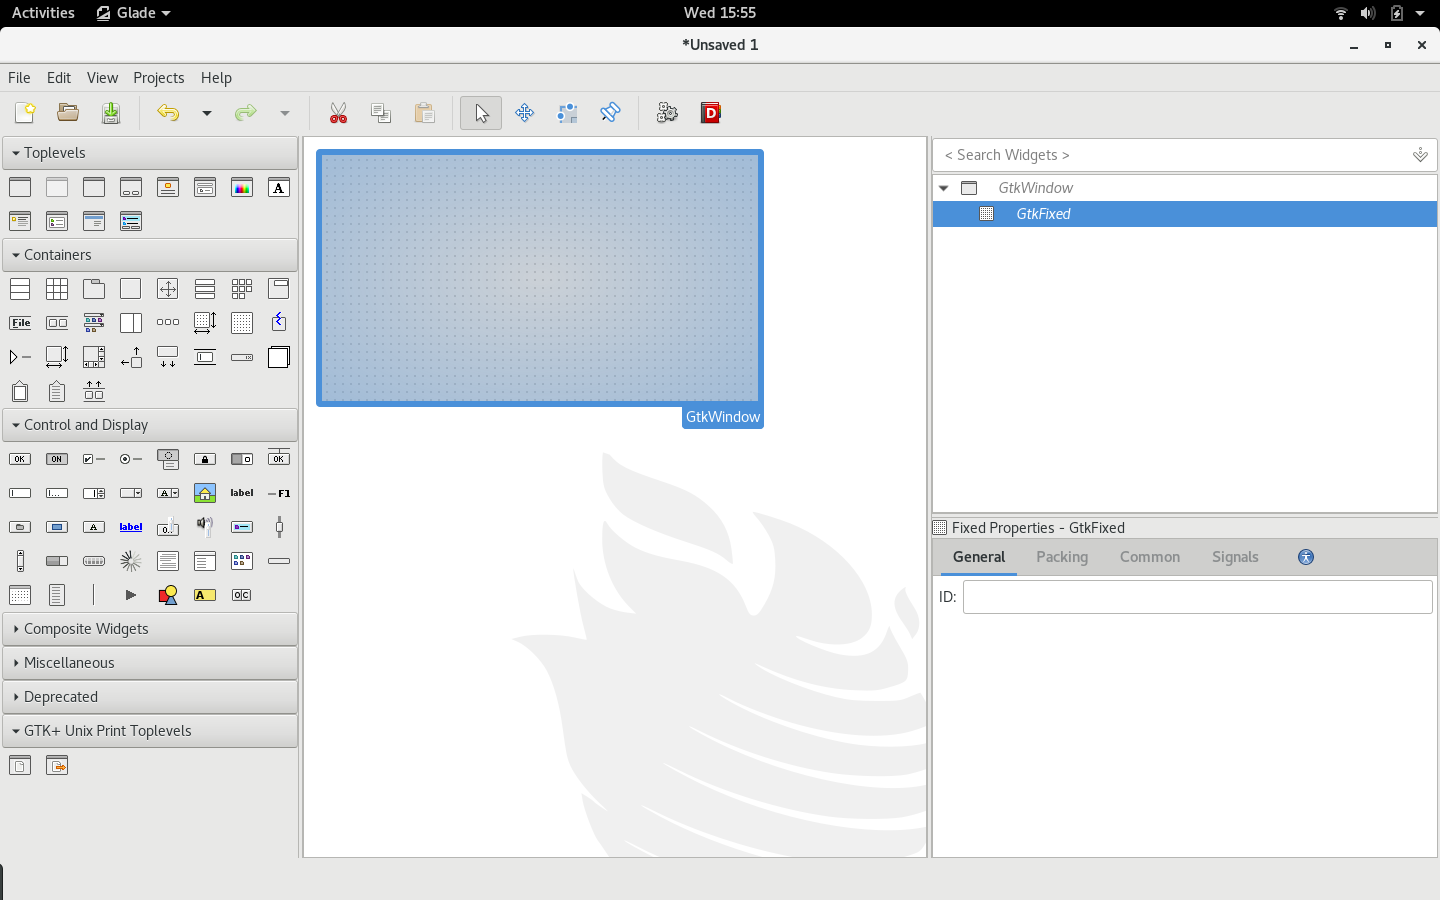 Activities Glade Wed 15:55
*Unsaved 1
File Edit View Projects Help
D
Toplevels
A
Containers
File
Control and Display
OK ON OK
I I... A label F1
A label 0..
A OC
Composite Widgets
Miscellaneous
Deprecated
GTK+ Unix Print Toplevels
GtkWindow
< Search Widgets >
GtkWindow
GtkFixed
Fixed Properties - GtkFixed
General Packing Common Signals
ID: